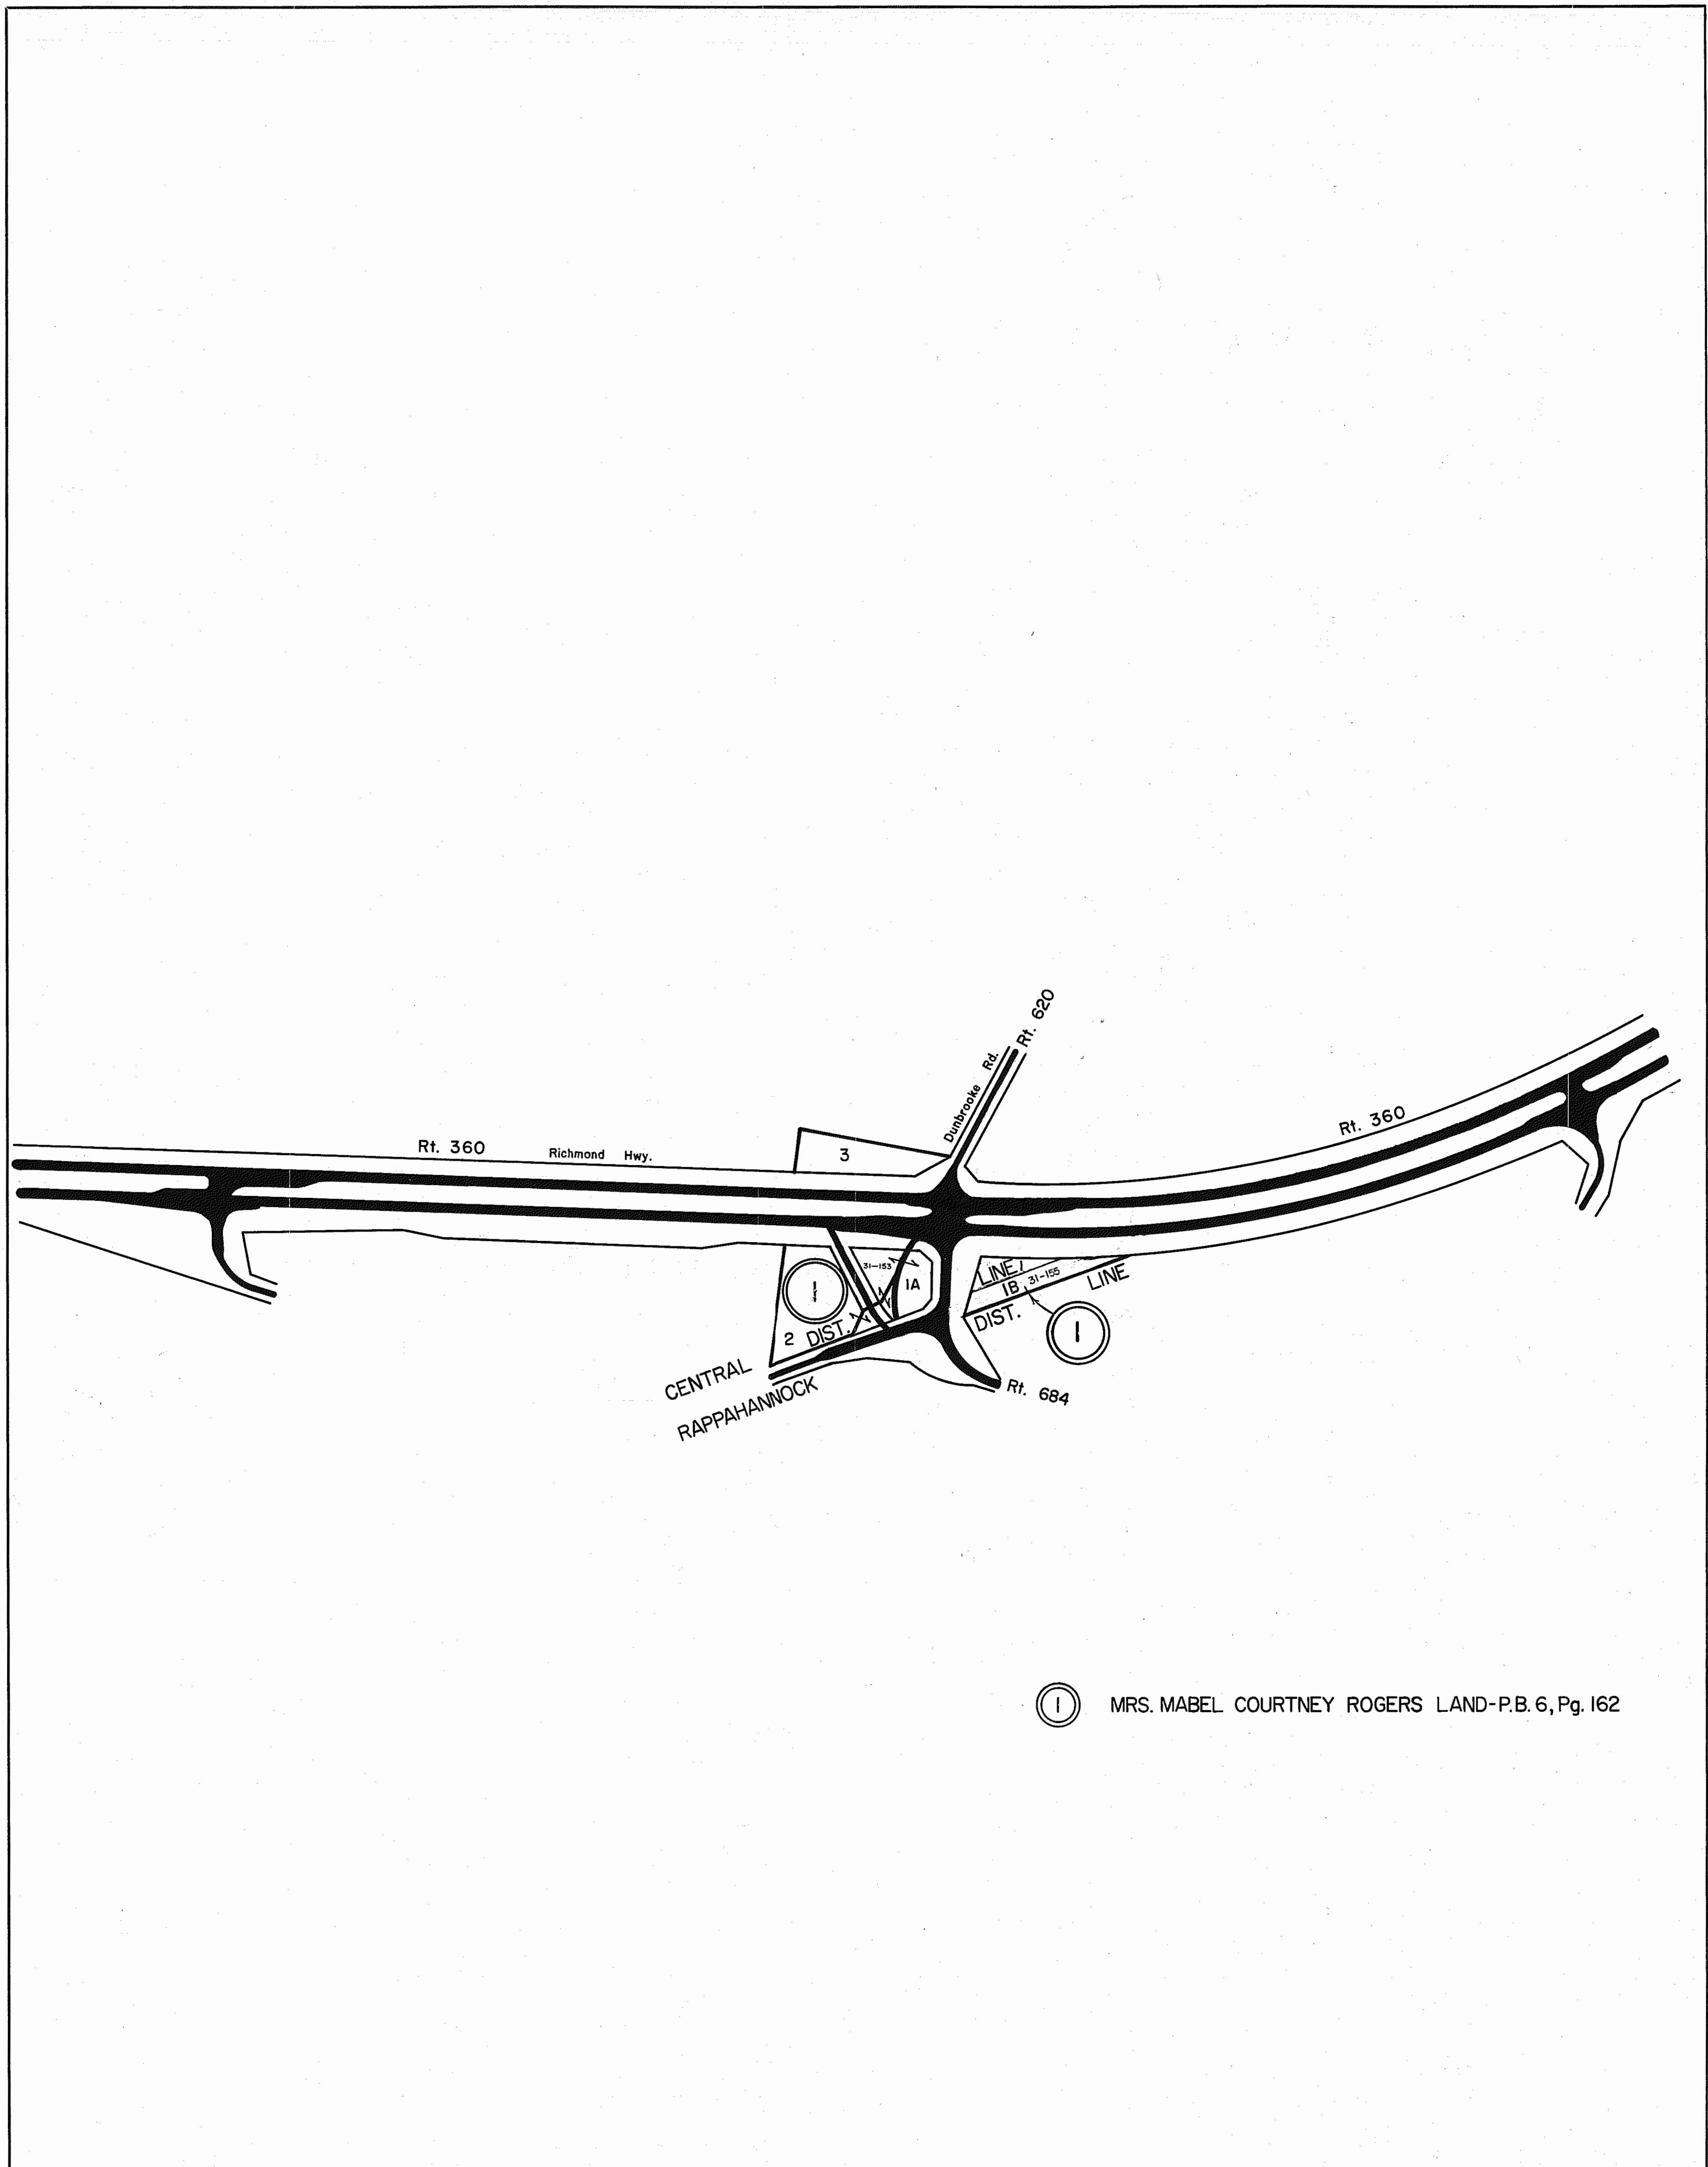 Rt. 620
Dunbrooke Rd.
Rt. 360
Rt. 360
Richmond Hwy.
3
31-153
1A
1
LINE
1B 31-155
LINE
DIST.
2 DIST.
1
CENTRAL
RAPPAHANNOCK
Rt. 684
1 MRS. MABEL COURTNEY ROGERS LAND-P.B. 6, Pg. 162